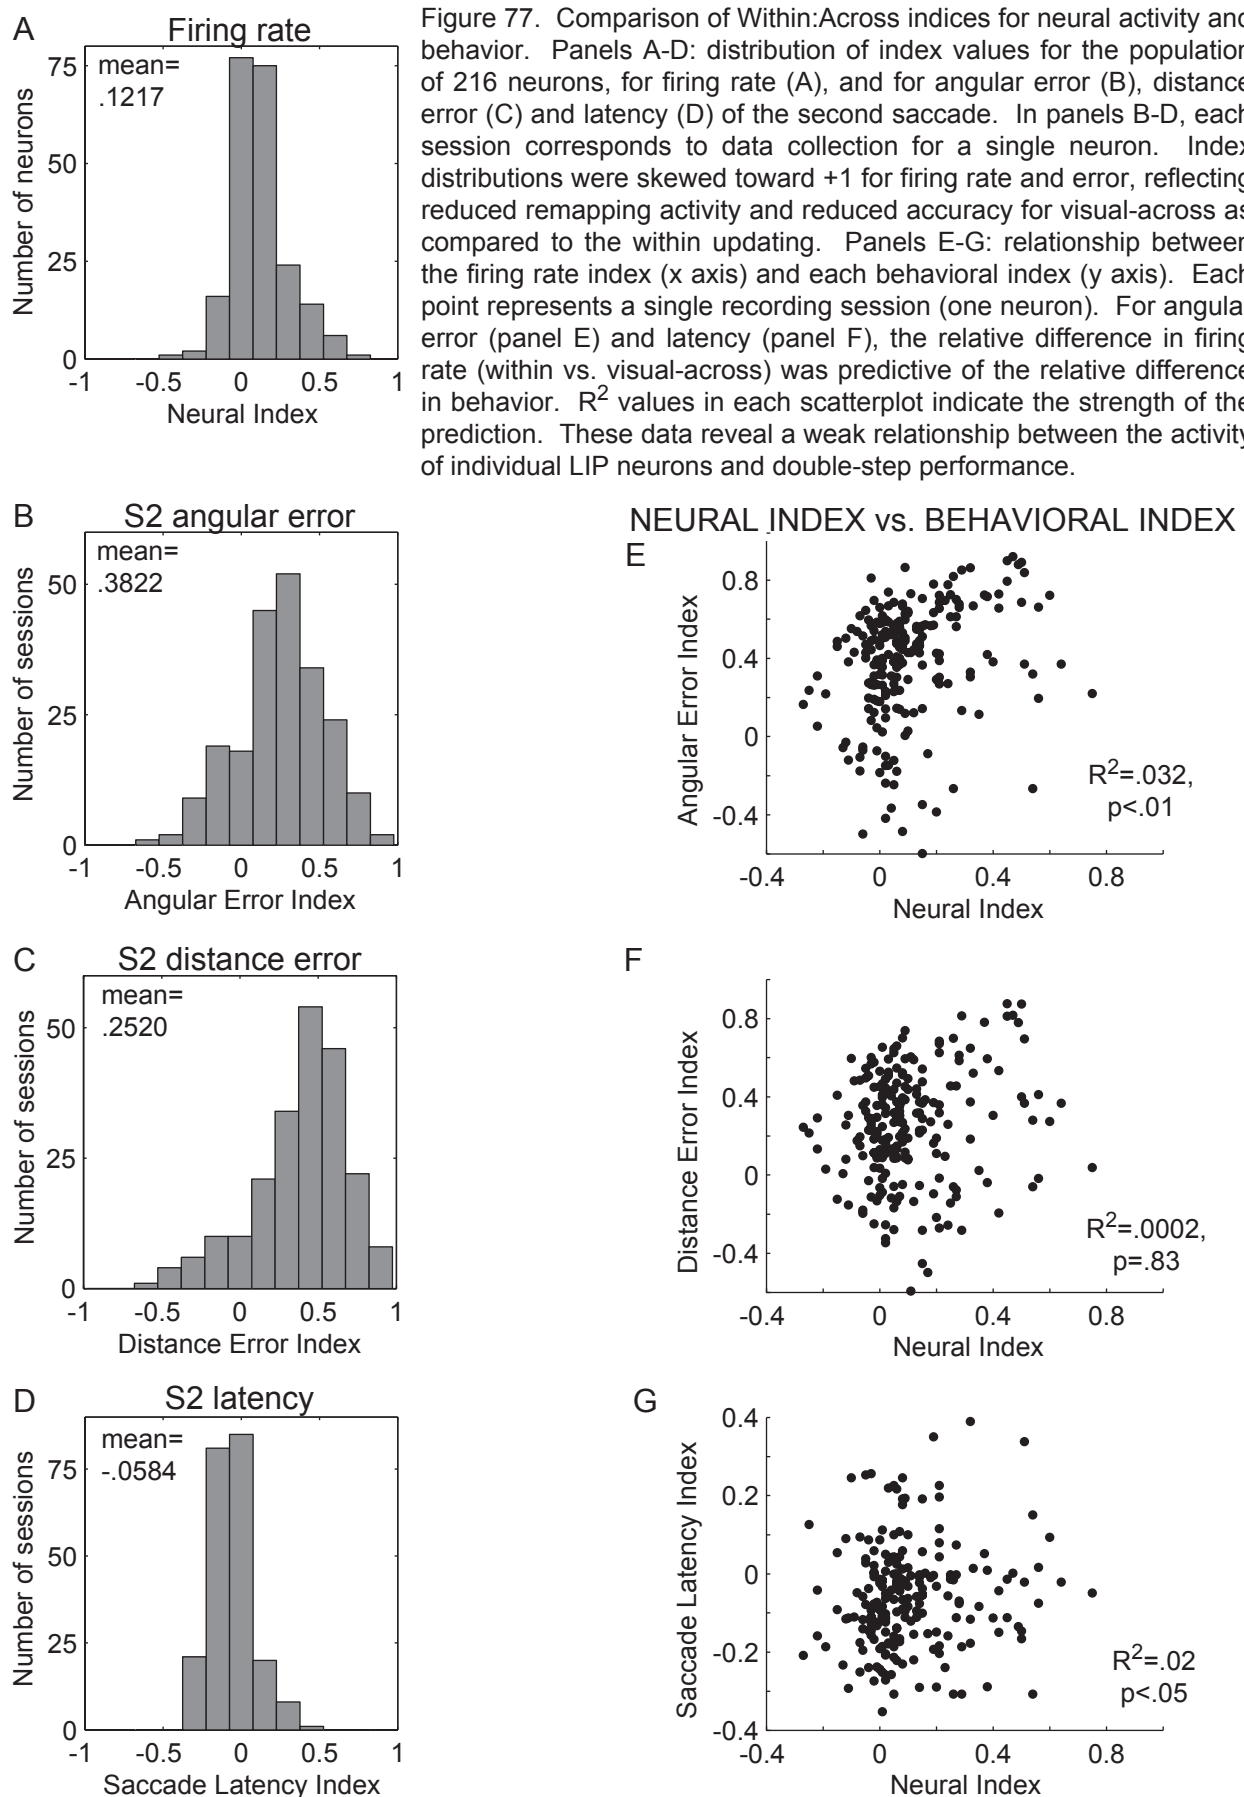 A
Firing rate
mean=
.1217
75
50
25
0
-1
-0.5
0
0.5
1
Number of neurons
Neural Index
Figure 77. Comparison of Within:Across indices for neural activity and
behavior. Panels A-D: distribution of index values for the population
of 216 neurons, for firing rate (A), and for angular error (B), distance
error (C) and latency (D) of the second saccade. In panels B-D, each
session corresponds to data collection for a single neuron. Index
distributions were skewed toward +1 for firing rate and error, reflecting
reduced remapping activity and reduced accuracy for visual-across as
compared to the within updating. Panels E-G: relationship between
the firing rate index (x axis) and each behavioral index (y axis). Each
point represents a single recording session (one neuron). For angular
error (panel E) and latency (panel F), the relative difference in firing
rate (within vs. visual-across) was predictive of the relative difference
in behavior. R² values in each scatterplot indicate the strength of the
prediction. These data reveal a weak relationship between the activity
of individual LIP neurons and double-step performance.
B
S2 angular error
mean=
.3822
50
25
0
-1
-0.5
0
0.5
1
Number of sessions
Angular Error Index
NEURAL INDEX vs. BEHAVIORAL INDEX
E
0.8
0.4
0
-0.4
Angular Error Index
R²=.032,
p<.01
-0.4
0
0.4
0.8
Neural Index
C
S2 distance error
mean=
.2520
50
25
0
-1
-0.5
0
0.5
1
Number of sessions
Distance Error Index
F
0.8
0.4
0
-0.4
Distance Error Index
R²=.0002,
p=.83
-0.4
0
0.4
0.8
Neural Index
D
S2 latency
mean=
-.0584
75
50
25
0
-1
-0.5
0
0.5
1
Number of sessions
Saccade Latency Index
G
0.4
0.2
0
-0.2
-0.4
Saccade Latency Index
R²=.02
p<.05
-0.4
0
0.4
0.8
Neural Index